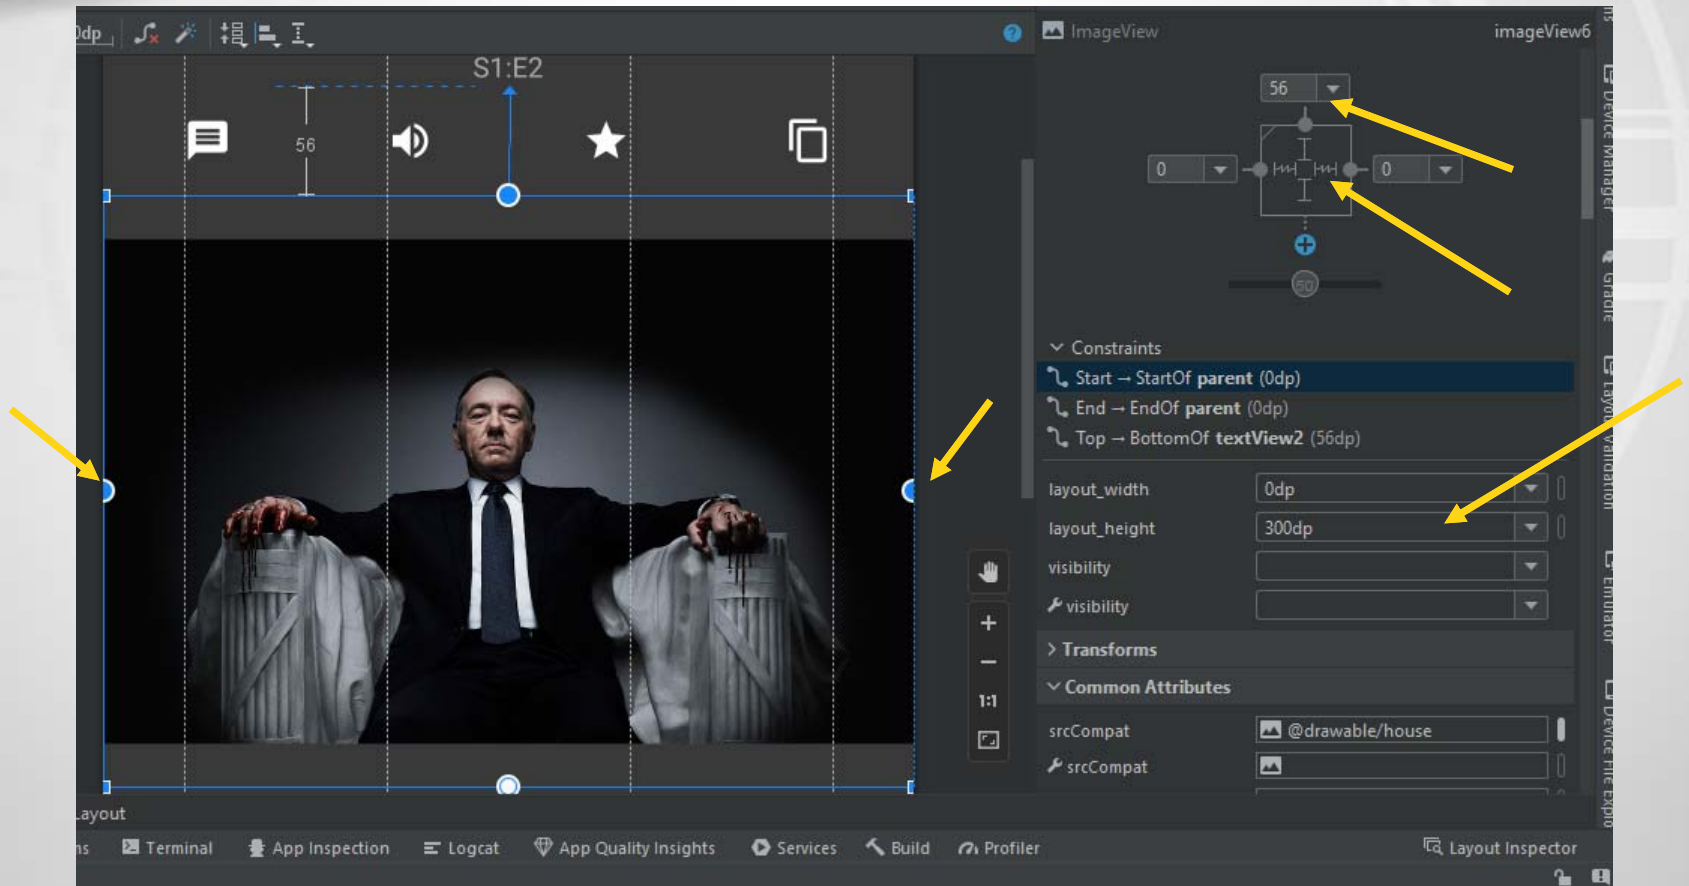 0dp
ImageView
imageView6
S1:E2
56
56
0
0
50
Constraints
Start → StartOf parent (0dp)
End → EndOf parent (0dp)
Top → BottomOf textView2 (56dp)
layout_width
0dp
layout_height
300dp
visibility
visibility
Transforms
Common Attributes
srcCompat
@drawable/house
srcCompat
1:1
Device Manager
Gradle
Layout Validation
Emulator
Device File Explo
Layout
ns
Terminal
App Inspection
Logcat
App Quality Insights
Services
Build
Profiler
Layout Inspector